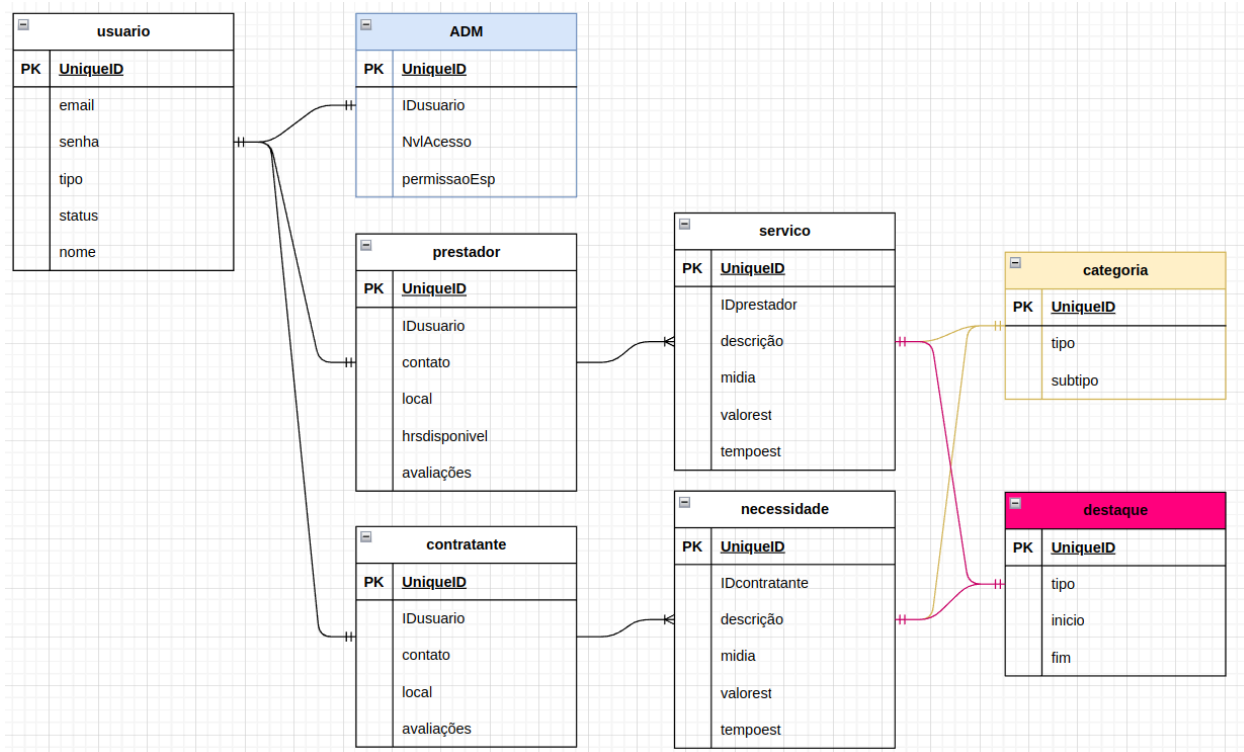 usuario
PK UniqueID
email
senha
tipo
status
nome
ADM
PK UniqueID
IDusuario
NvlAcesso
permissaoEsp
prestador
PK UniqueID
IDusuario
contato
local
hrsdisponivel
avaliações
contratante
PK UniqueID
IDusuario
contato
local
avaliações
servico
PK UniqueID
IDprestador
descrição
midia
valorest
tempoest
necessidade
PK UniqueID
IDcontratante
descrição
midia
valorest
tempoest
categoria
PK UniqueID
tipo
subtipo
destaque
PK UniqueID
tipo
inicio
fim